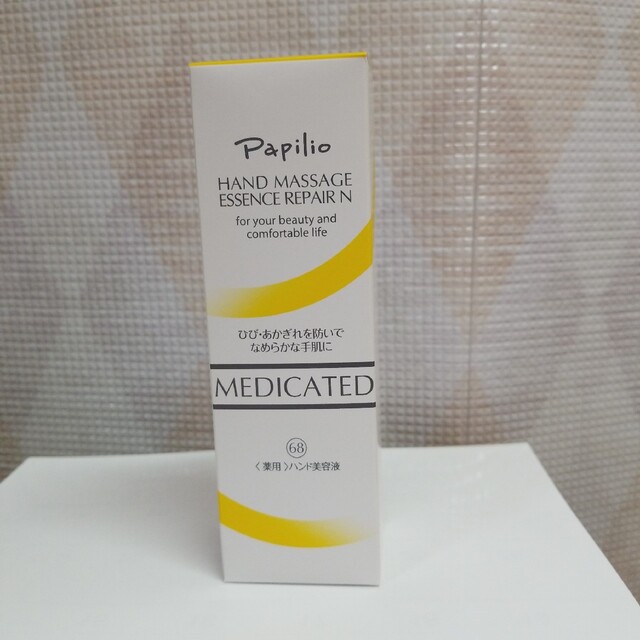 Papilio
HAND MASSAGE
ESSENCE REPAIR N
for your beauty and
comfortable life
ひび・あかぎれを防いで
なめらかな手肌に
MEDICATED
68
〈薬用〉ハンド美容液